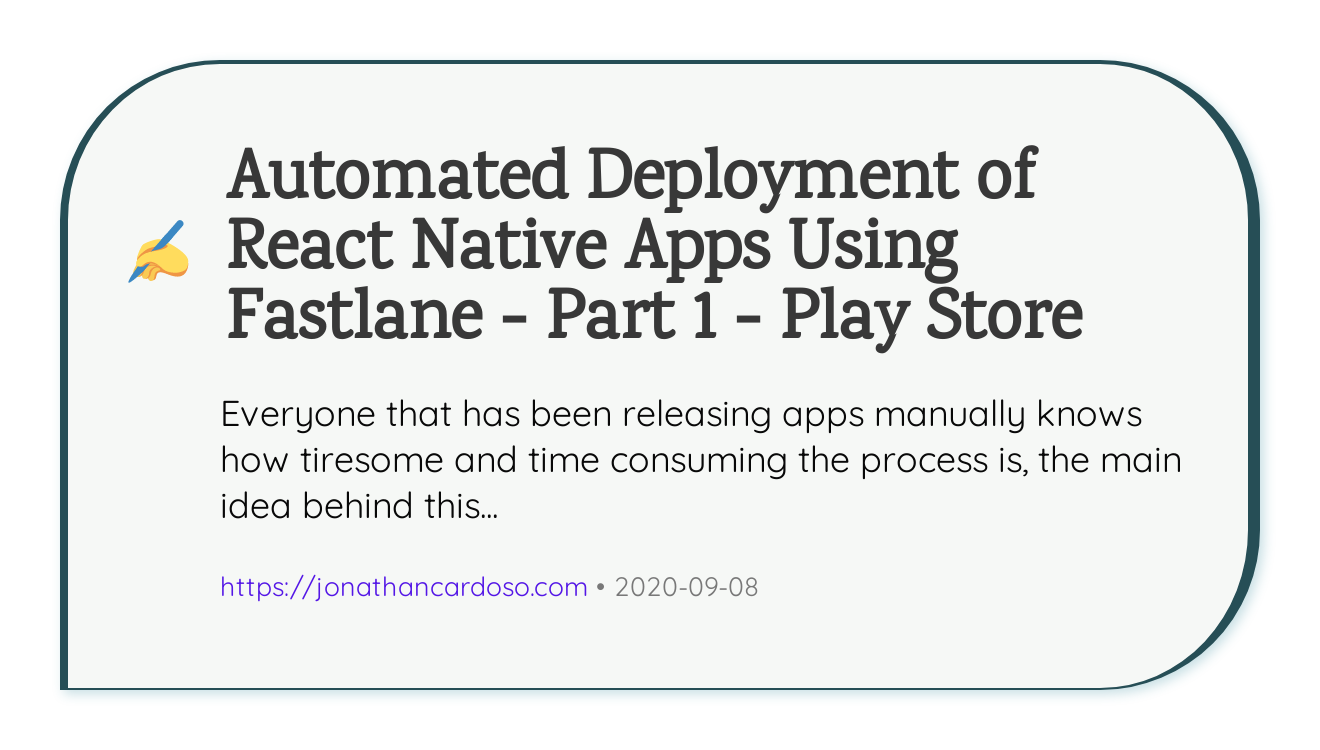 Automated Deployment of
React Native Apps Using
Fastlane - Part 1 - Play Store
Everyone that has been releasing apps manually knows
how tiresome and time consuming the process is, the main
idea behind this...
https://jonathancardoso.com • 2020-09-08